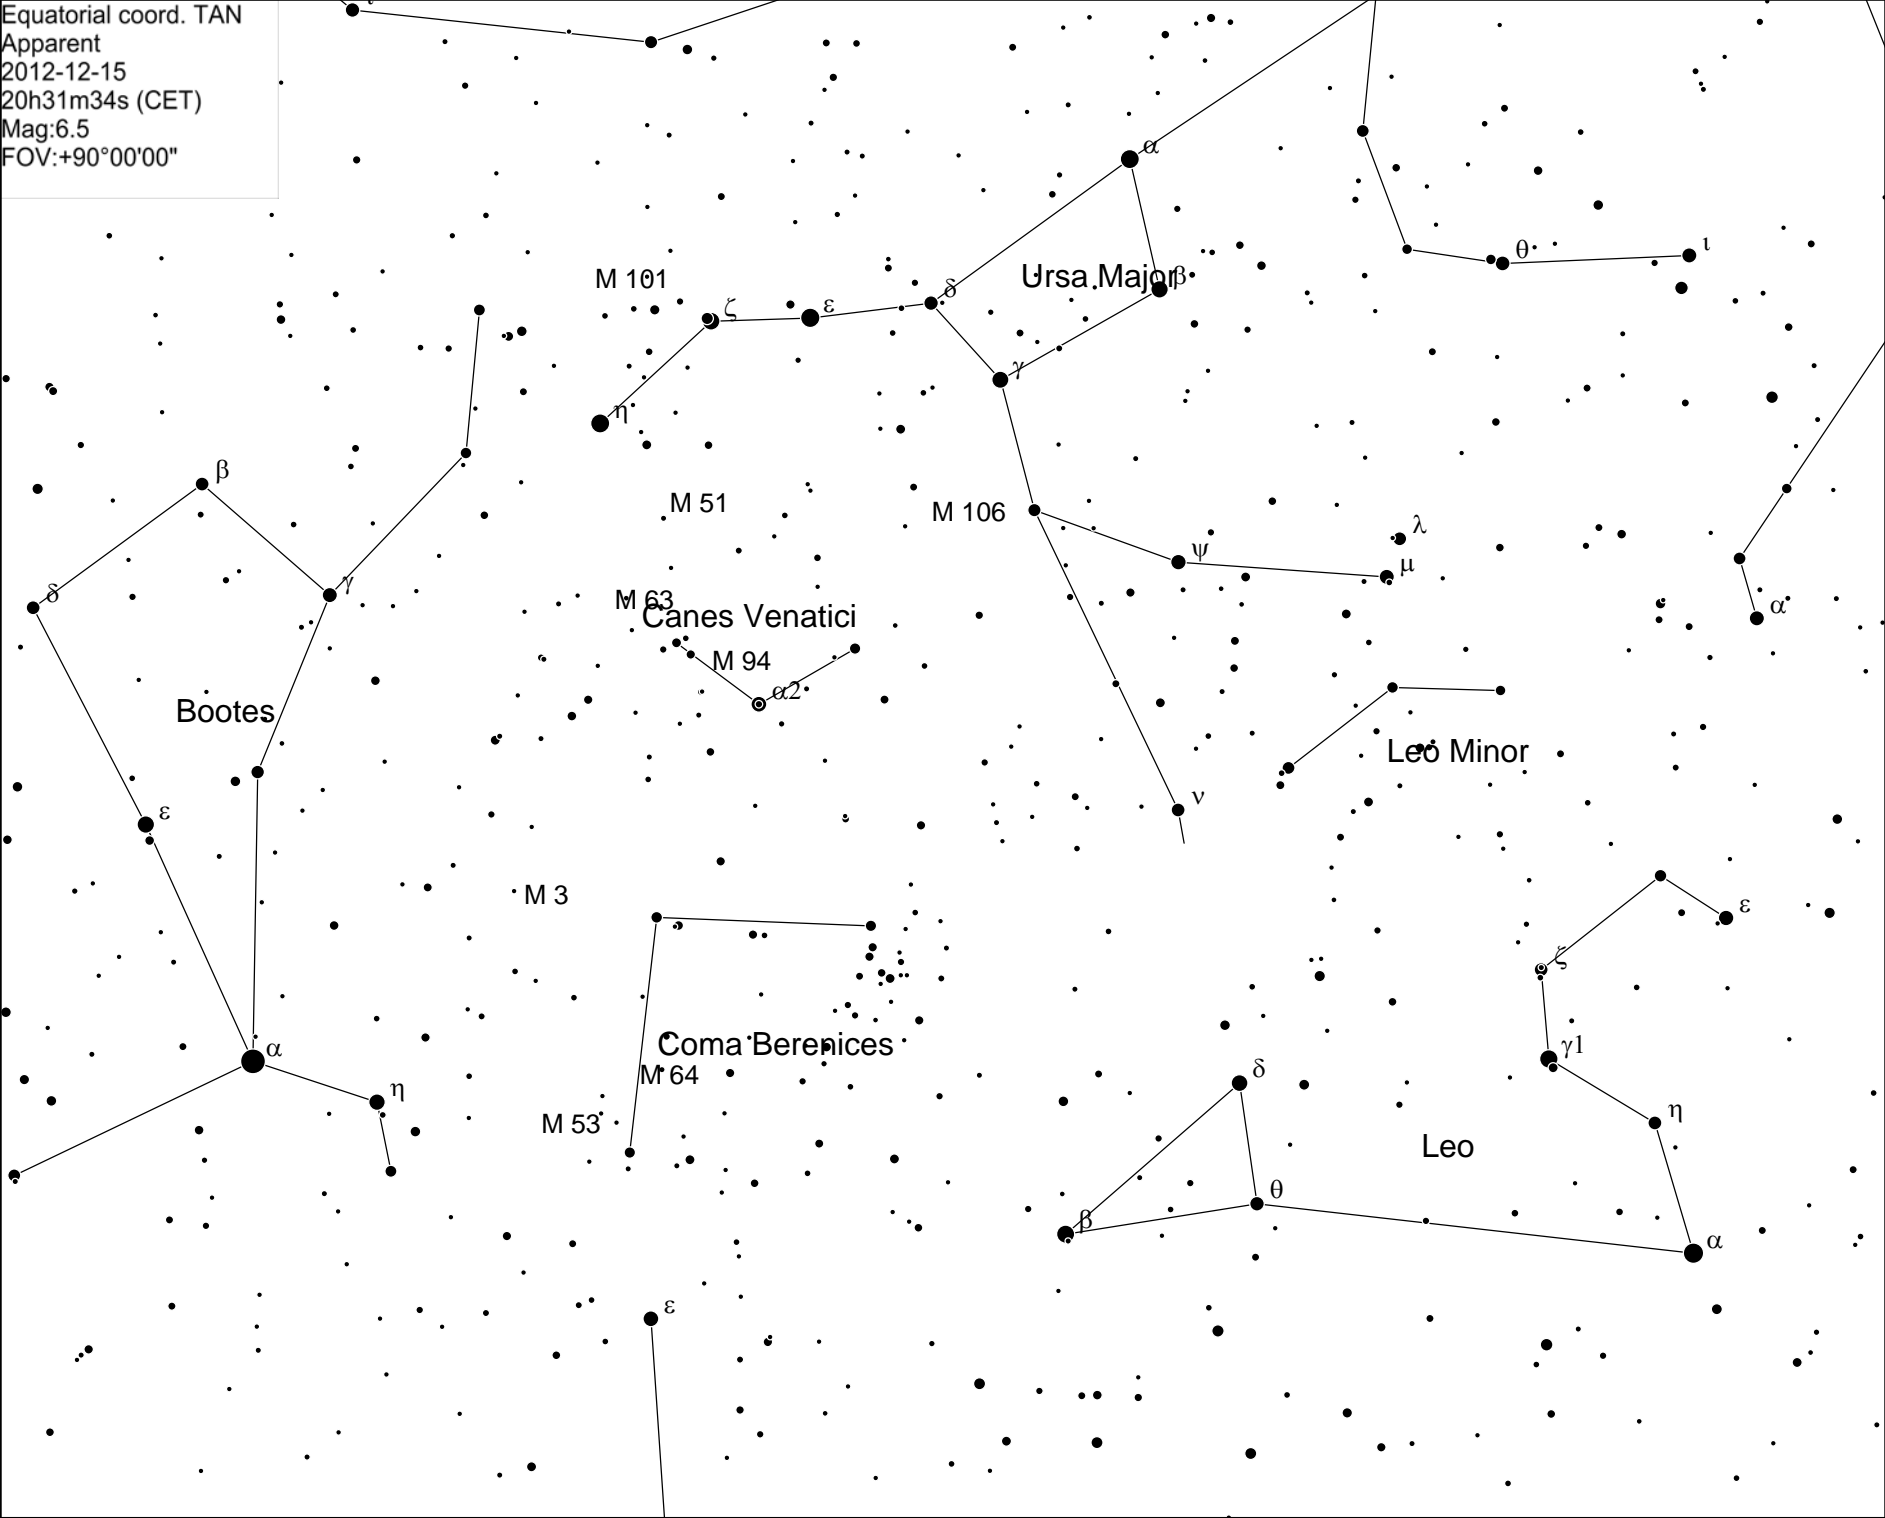 Equatorial coord. TAN
Apparent
2012-12-15
20h31m34s (CET)
Mag:6.5
FOV:+90°00'00"
α
θ
ι
M 101
Ursa Major
β
δ
ζ
ε
γ
η
β
M 51
M 106
λ
ψ
μ
δ
γ
M 63
α
Canes Venatici
M 94
α2
Bootes
Leo Minor
ν
ε
M 3
ε
ζ
α
Coma Berenices
γ1
M 64
δ
η
η
M 53
Leo
θ
β
α
ε